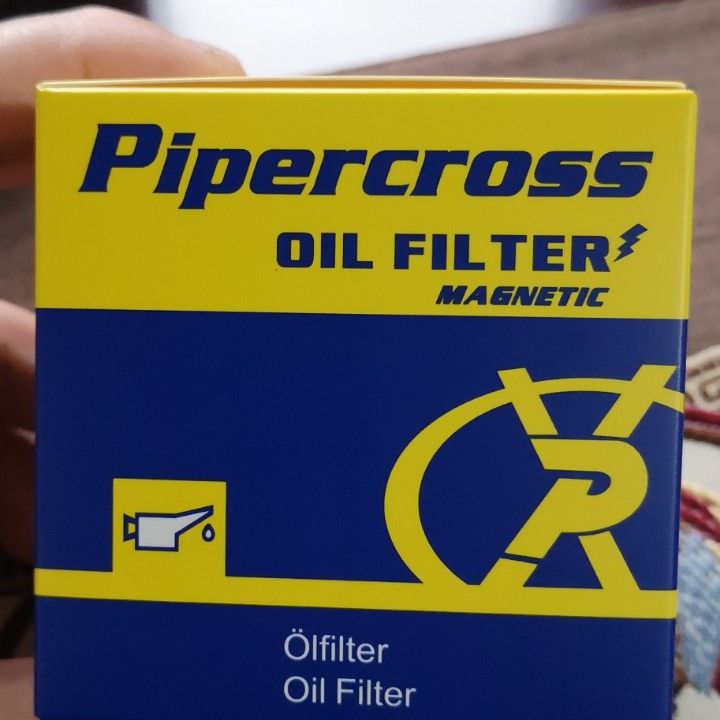 Pipercross
OIL FILTER
MAGNETIC
Ölfilter
Oil Filter